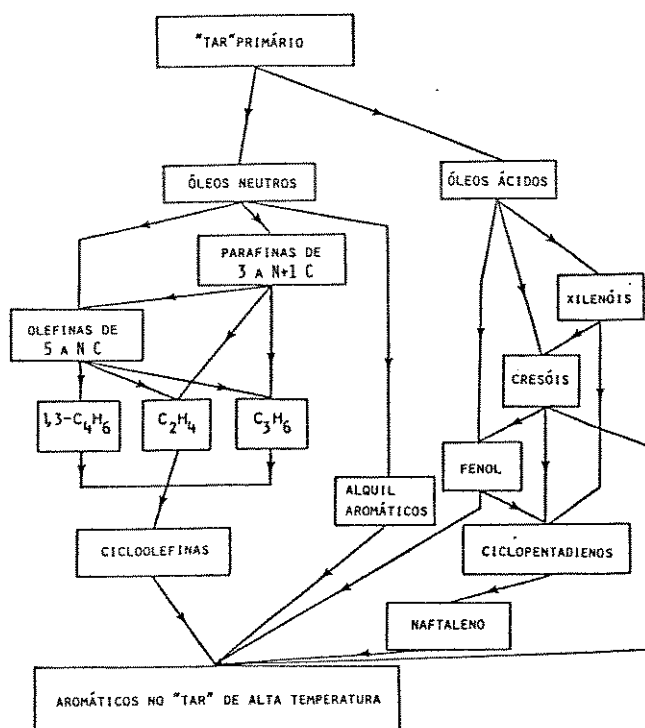 "TAR" PRIMÁRIO
ÓLEOS NEUTROS
ÓLEOS ÁCIDOS
PARAFINAS DE
3 A N+1 C
XILENÓIS
OLEFINAS DE
5 A N C
CRESÓIS
1,3-C₄H₆
C₂H₄
C₃H₆
FENOL
ALQUIL
AROMÁTICOS
CICLOOLEFINAS
CICLOPENTADIENOS
NAFTALENO
AROMÁTICOS NO "TAR" DE ALTA TEMPERATURA